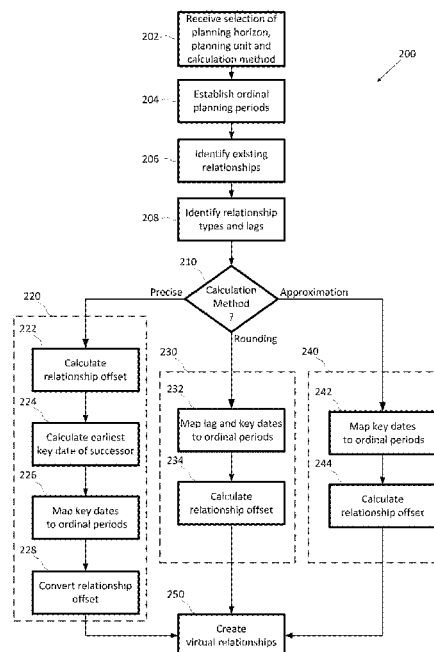 202
Receive selection of
planning horizon,
planning unit and
calculation method
200
204
Establish ordinal
planning periods
206
Identify existing
relationships
208
Identify relationship
types and lags
210
Calculation
Method
?
Precise
Approximation
Rounding
220
222
Calculate
relationship offset
224
Calculate earliest
key date of successor
226
Map key dates
to ordinal periods
228
Convert relationship
offset
230
232
Map lag and key dates
to ordinal periods
234
Calculate
relationship offset
240
242
Map key dates
to ordinal periods
244
Calculate
relationship offset
250
Create
virtual relationships